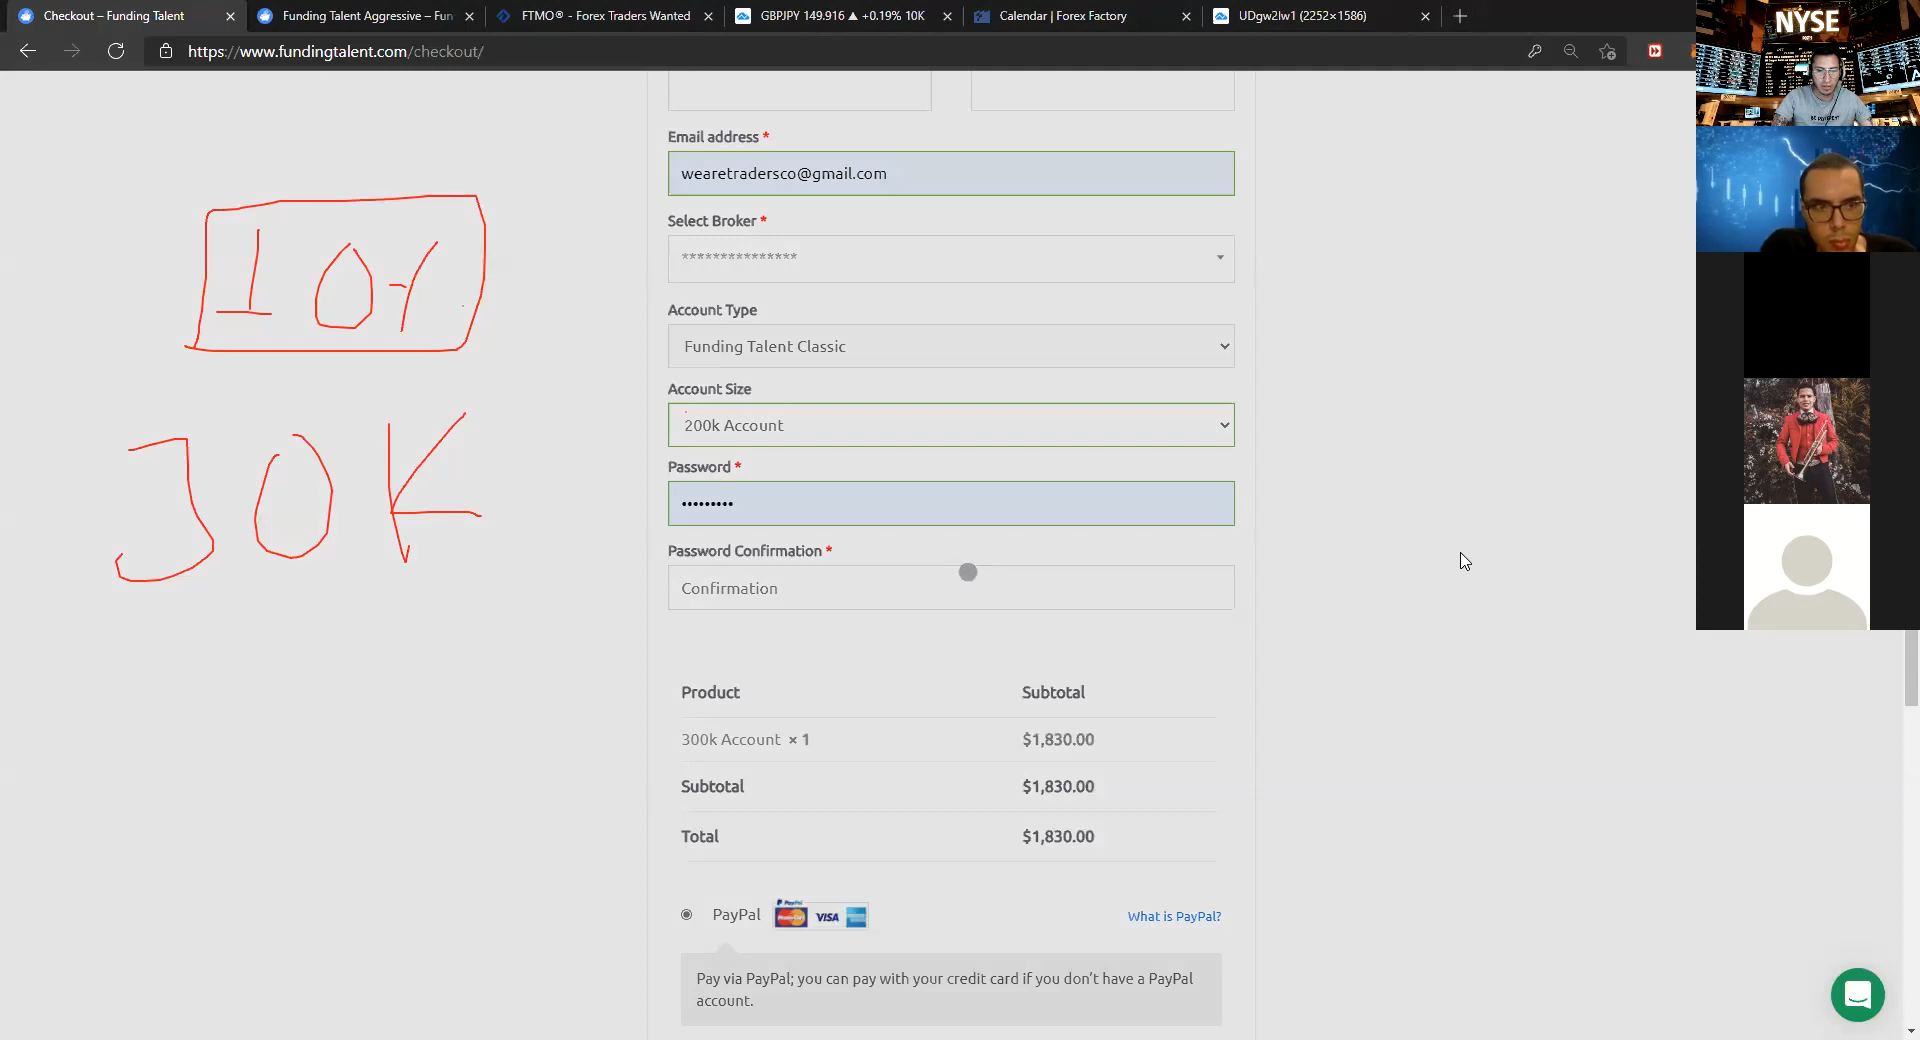 Checkout – Funding Talent
Funding Talent Aggressive – Fun
FTMO® - Forex Traders Wanted
GBPJPY 149.916 ▲ +0.19% 10K
Calendar | Forex Factory
UDgw2lw1 (2252×1586)
https://www.fundingtalent.com/checkout/
NYSE
Email address *
wearetradersco@gmail.com
Select Broker *
***************
Account Type
Funding Talent Classic
Account Size
200k Account
Password *
•••••••••
Password Confirmation *
Confirmation
Product Subtotal
300k Account × 1 $1,830.00
Subtotal $1,830.00
Total $1,830.00
PayPal
VISA
What is PayPal?
Pay via PayPal; you can pay with your credit card if you don’t have a PayPal
account.